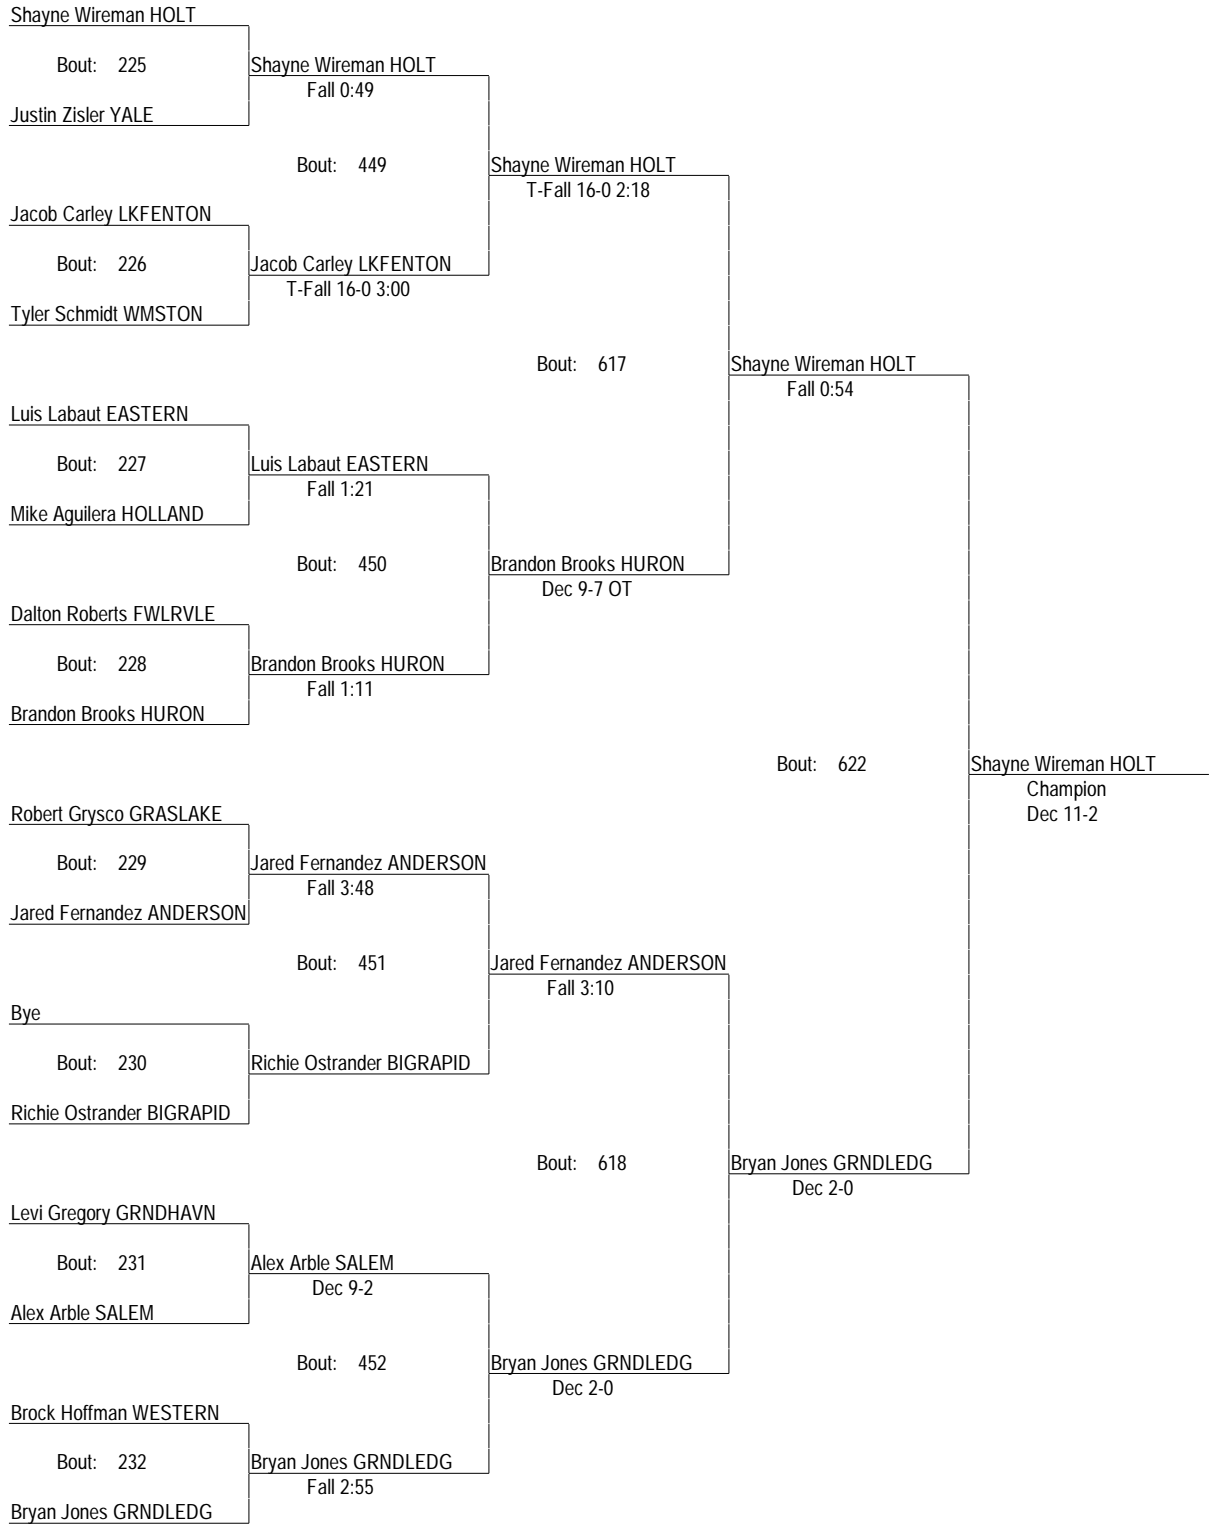 Shayne Wireman HOLT
Bout: 225
Shayne Wireman HOLT
Fall 0:49
Justin Zisler YALE
Bout: 449
Shayne Wireman HOLT
T-Fall 16-0 2:18
Jacob Carley LKFENTON
Bout: 226
Jacob Carley LKFENTON
T-Fall 16-0 3:00
Tyler Schmidt WMSTON
Bout: 617
Shayne Wireman HOLT
Fall 0:54
Luis Labaut EASTERN
Bout: 227
Luis Labaut EASTERN
Fall 1:21
Mike Aguilera HOLLAND
Bout: 450
Brandon Brooks HURON
Dec 9-7 OT
Dalton Roberts FWLRVLE
Bout: 228
Brandon Brooks HURON
Fall 1:11
Brandon Brooks HURON
Bout: 622
Shayne Wireman HOLT
Champion
Dec 11-2
Robert Grysco GRASLAKE
Bout: 229
Jared Fernandez ANDERSON
Fall 3:48
Jared Fernandez ANDERSON
Bout: 451
Jared Fernandez ANDERSON
Fall 3:10
Bye
Bout: 230
Richie Ostrander BIGRAPID
Richie Ostrander BIGRAPID
Bout: 618
Bryan Jones GRNDLEDG
Dec 2-0
Levi Gregory GRNDHAVN
Bout: 231
Alex Arble SALEM
Dec 9-2
Alex Arble SALEM
Bout: 452
Bryan Jones GRNDLEDG
Dec 2-0
Brock Hoffman WESTERN
Bout: 232
Bryan Jones GRNDLEDG
Fall 2:55
Bryan Jones GRNDLEDG